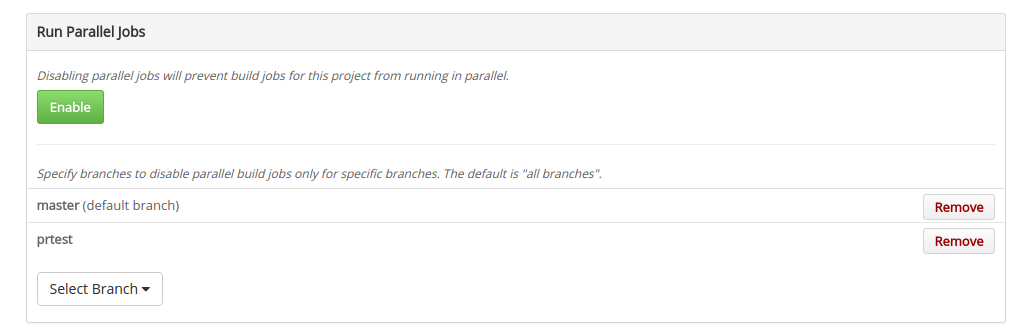 Run Parallel Jobs
Disabling parallel jobs will prevent build jobs for this project from running in parallel.
Enable
Specify branches to disable parallel build jobs only for specific branches. The default is "all branches".
master (default branch) Remove
prtest Remove
Select Branch